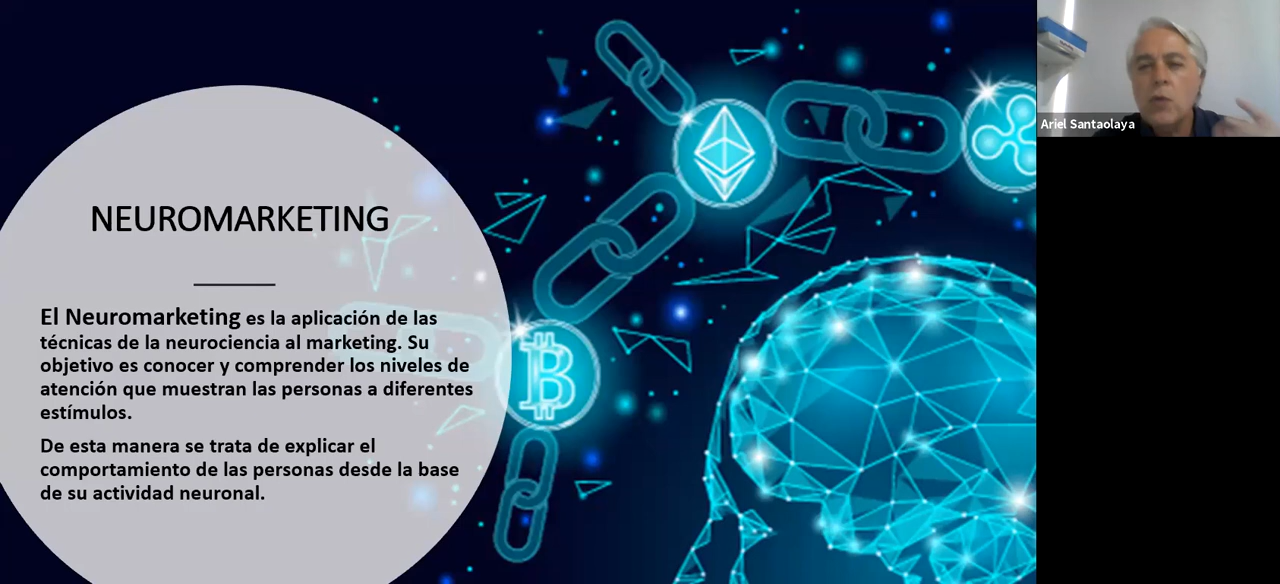 NEUROMARKETING
El Neuromarketing es la aplicación de las
técnicas de la neurociencia al marketing. Su
objetivo es conocer y comprender los niveles de
atención que muestran las personas a diferentes
estímulos.
De esta manera se trata de explicar el
comportamiento de las personas desde la base
de su actividad neuronal.
Ariel Santaolaya